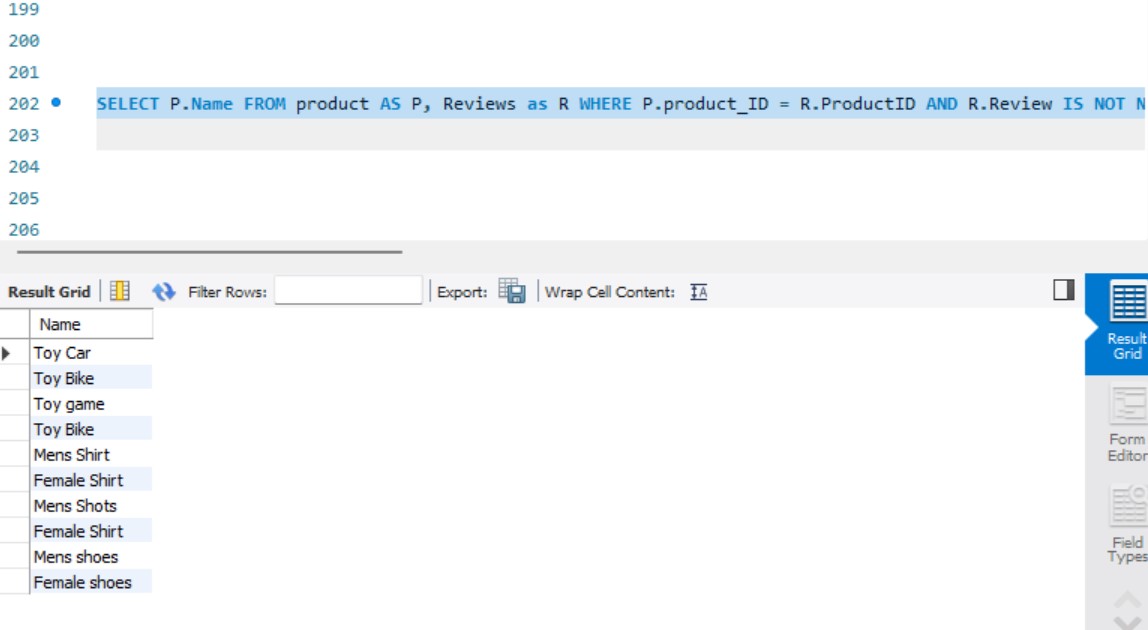 199
200
201
202 SELECT P.Name FROM product AS P, Reviews as R WHERE P.product_ID = R.ProductID AND R.Review IS NOT N
203
204
205
206
Result Grid Filter Rows: Export: Wrap Cell Content: IA
Name
Toy Car
Toy Bike
Toy game
Toy Bike
Mens Shirt
Female Shirt
Mens Shots
Female Shirt
Mens shoes
Female shoes
Result
Grid
Form
Editor
Field
Types